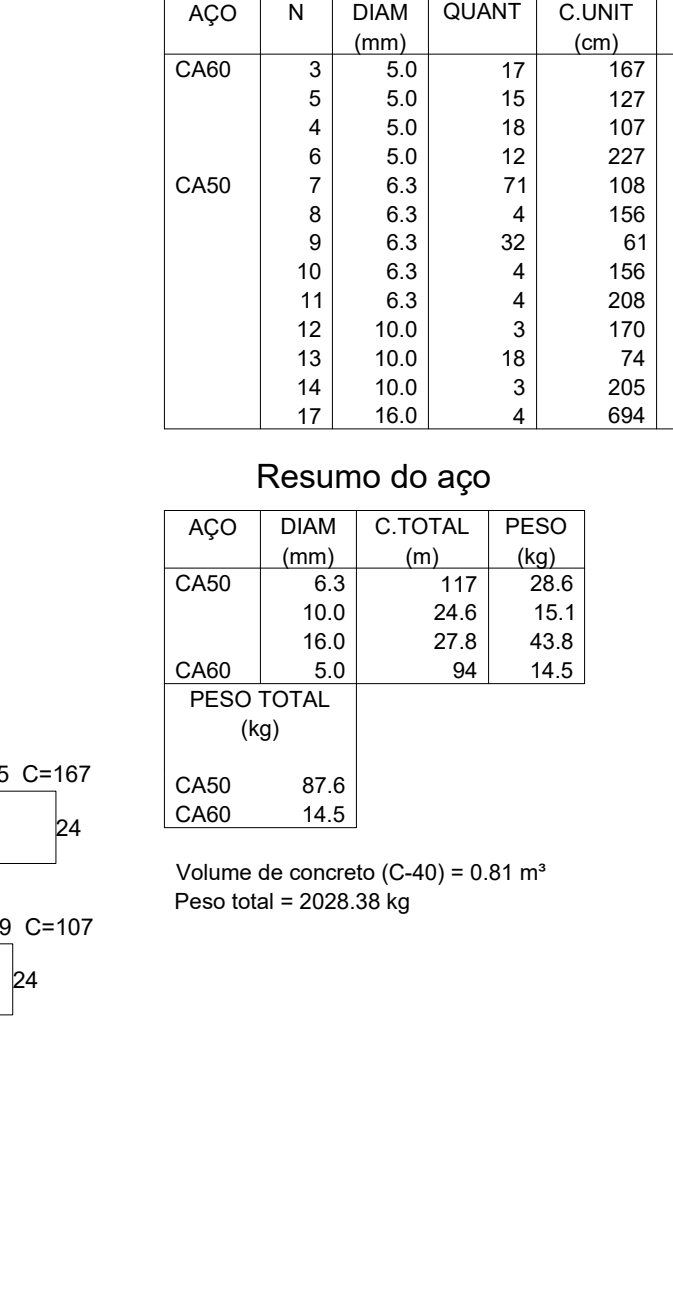 AÇO N DIAM QUANT C.UNIT
(mm) (cm)
CA60 3 5.0 17 167
5 5.0 15 127
4 5.0 18 107
6 5.0 12 227
CA50 7 6.3 71 108
8 6.3 4 156
9 6.3 32 61
10 6.3 4 156
11 6.3 4 208
12 10.0 3 170
13 10.0 18 74
14 10.0 3 205
17 16.0 4 694
Resumo do aço
AÇO DIAM C.TOTAL PESO
(mm) (m) (kg)
CA50 6.3 117 28.6
10.0 24.6 15.1
16.0 27.8 43.8
CA60 5.0 94 14.5
PESO TOTAL
(kg)
CA50 87.6
CA60 14.5
Volume de concreto (C-40) = 0.81 m³
Peso total = 2028.38 kg
5 C=167
24
9 C=107
24